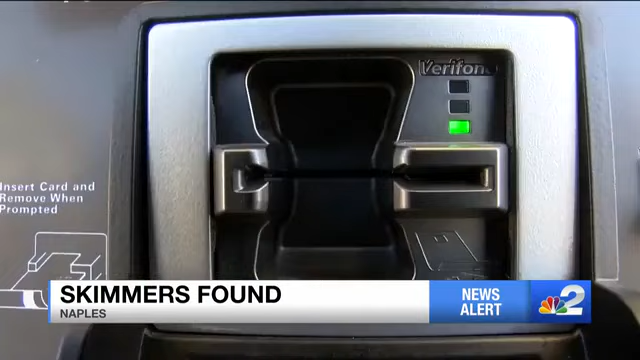 Verifone
Insert Card and
Remove When
Prompted
SKIMMERS FOUND
NAPLES
NEWS
ALERT
2